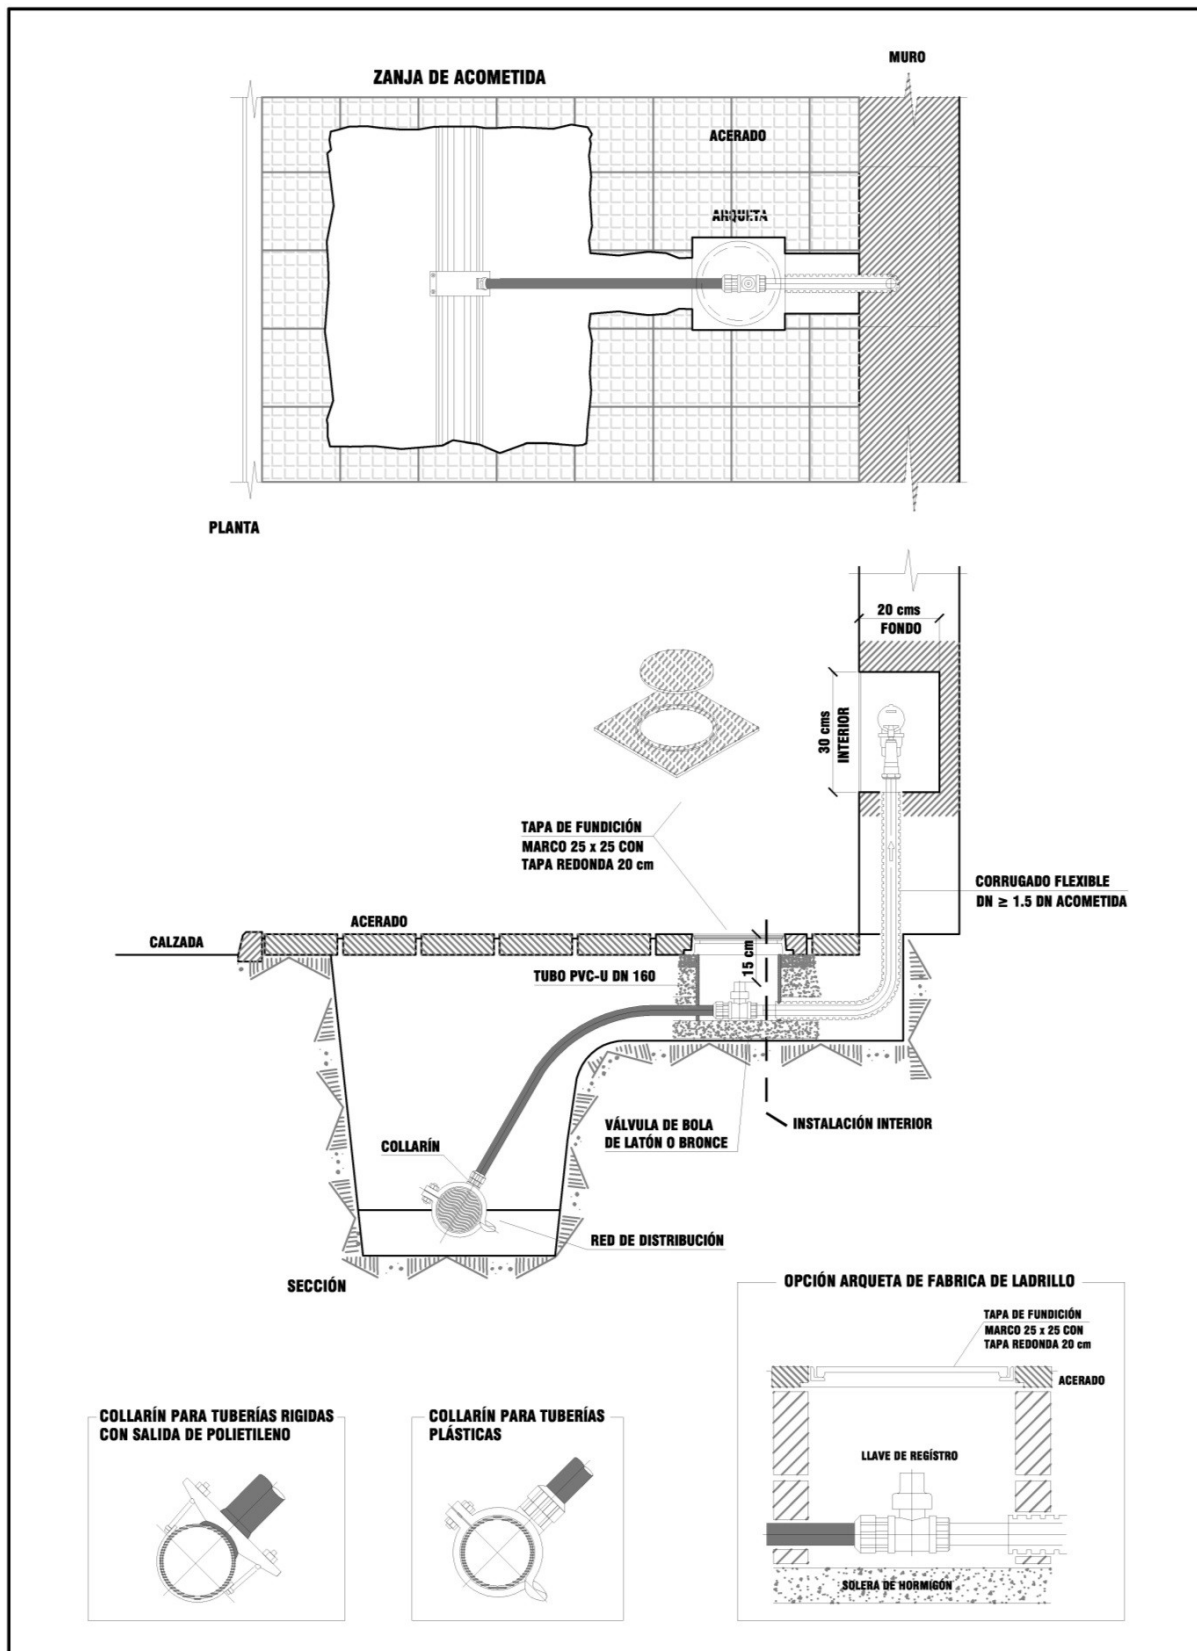 ZANJA DE ACOMETIDA
MURO
ACERADO
ARQUETA
PLANTA
20 cms
FONDO
30 cms
INTERIOR
TAPA DE FUNDICIÓN
MARCO 25 x 25 CON
TAPA REDONDA 20 cm
CORRUGADO FLEXIBLE
DN ≥ 1.5 DN ACOMETIDA
ACERADO
CALZADA
15 cm
TUBO PVC-U DN 160
VÁLVULA DE BOLA
DE LATÓN O BRONCE
INSTALACIÓN INTERIOR
COLLARÍN
RED DE DISTRIBUCIÓN
SECCIÓN
OPCIÓN ARQUETA DE FABRICA DE LADRILLO
TAPA DE FUNDICIÓN
MARCO 25 x 25 CON
TAPA REDONDA 20 cm
ACERADO
LLAVE DE REGÍSTRO
SOLERA DE HORMIGÓN
COLLARÍN PARA TUBERÍAS RIGIDAS
CON SALIDA DE POLIETILENO
COLLARÍN PARA TUBERÍAS
PLÁSTICAS